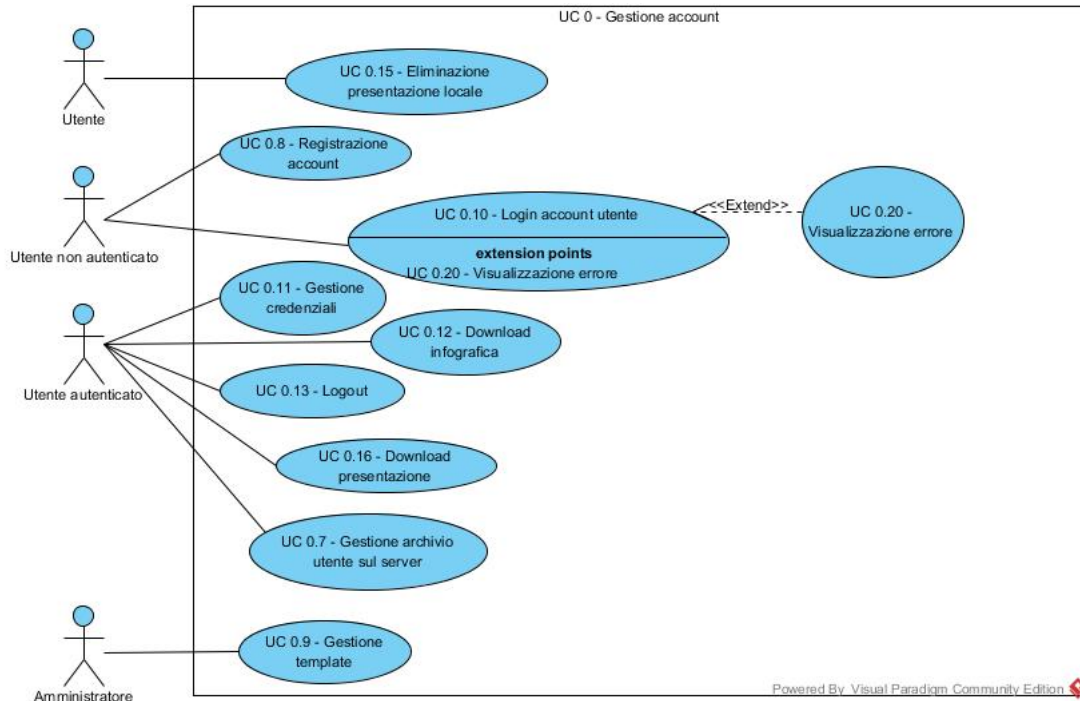 UC 0 - Gestione account
UC 0.15 - Eliminazione
presentazione locale
Utente
UC 0.8 - Registrazione
account
Utente non autenticato
UC 0.10 - Login account utente
extension points
UC 0.20 - Visualizzazione errore
<<Extend>>
UC 0.20 -
Visualizzazione errore
UC 0.11 - Gestione
credenziali
UC 0.12 - Download
infografica
Utente autenticato
UC 0.13 - Logout
UC 0.16 - Download
presentazione
UC 0.7 - Gestione archivio
utente sul server
UC 0.9 - Gestione
template
Amministratore
Powered By Visual Paradigm Community Edition